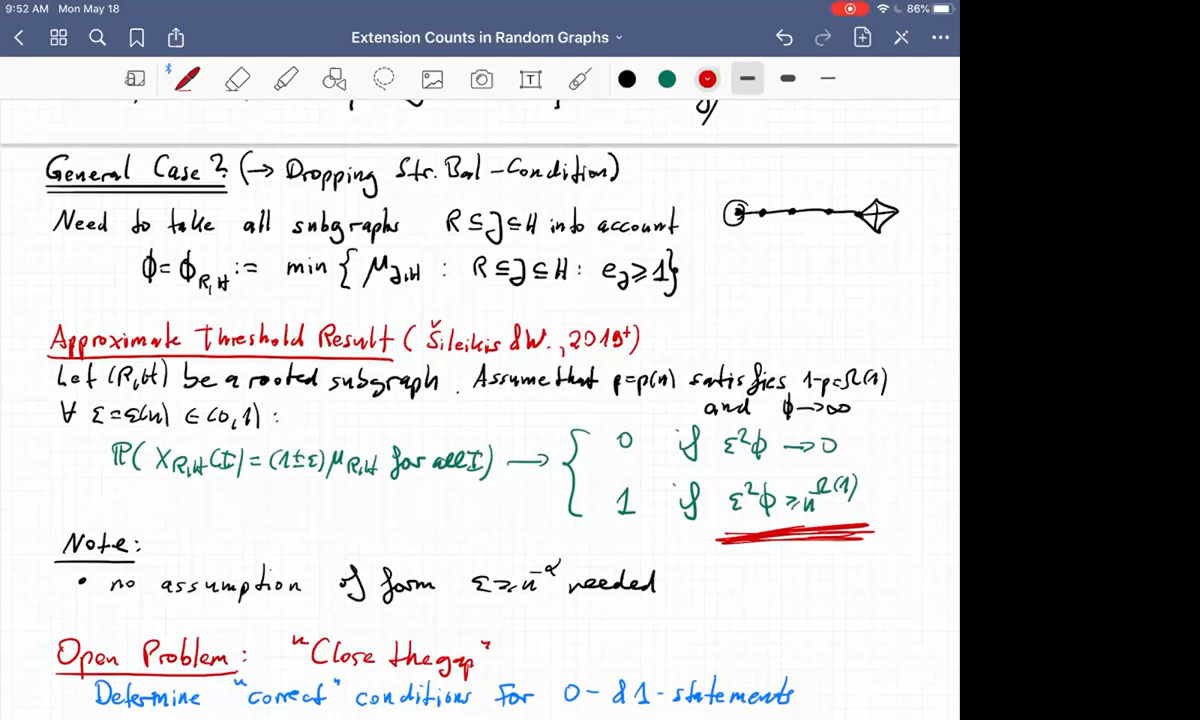 9:52 AM Mon May 18
86%
Extension Counts in Random Graphs
General Case? (→ Dropping Str. Bal-Condition)
Need to take all subgraphs R ⊆ J ⊆ H into account
ϕ = ϕ_{R,H} := min { μ_{J,H} : R ⊆ J ⊆ H : e_J ⩾ 1 }
Approximate Threshold Result (Šileikis & W., 2019⁺)
Let (R,H) be a rooted subgraph. Assume that p=p(n) satisfies 1-p=Ω(1)
and ϕ→∞
∀ ε=ε(n) ∈ (0,1) :
ℙ( X_{R,H}(I) = (1±ε) μ_{R,H} for all I ) → { 0 if ε²ϕ → 0
1 if ε²ϕ ⩾ n^{Ω(1)}
Note:
• no assumption of form ε ⩾ n^{-α} needed
Open Problem: "Close the gap"
Determine "correct" conditions for 0- & 1-statements